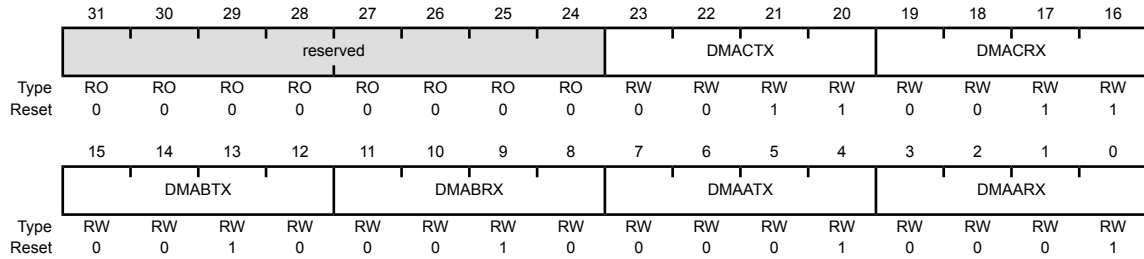 31 30 29 28 27 26 25 24 23 22 21 20 19 18 17 16
reserved DMACTX DMACRX
Type RO RO RO RO RO RO RO RO RW RW RW RW RW RW RW RW
Reset 0 0 0 0 0 0 0 0 0 0 1 1 0 0 1 1
15 14 13 12 11 10 9 8 7 6 5 4 3 2 1 0
DMABTX DMABRX DMAATX DMAARX
Type RW RW RW RW RW RW RW RW RW RW RW RW RW RW RW RW
Reset 0 0 1 0 0 0 1 0 0 0 0 1 0 0 0 1